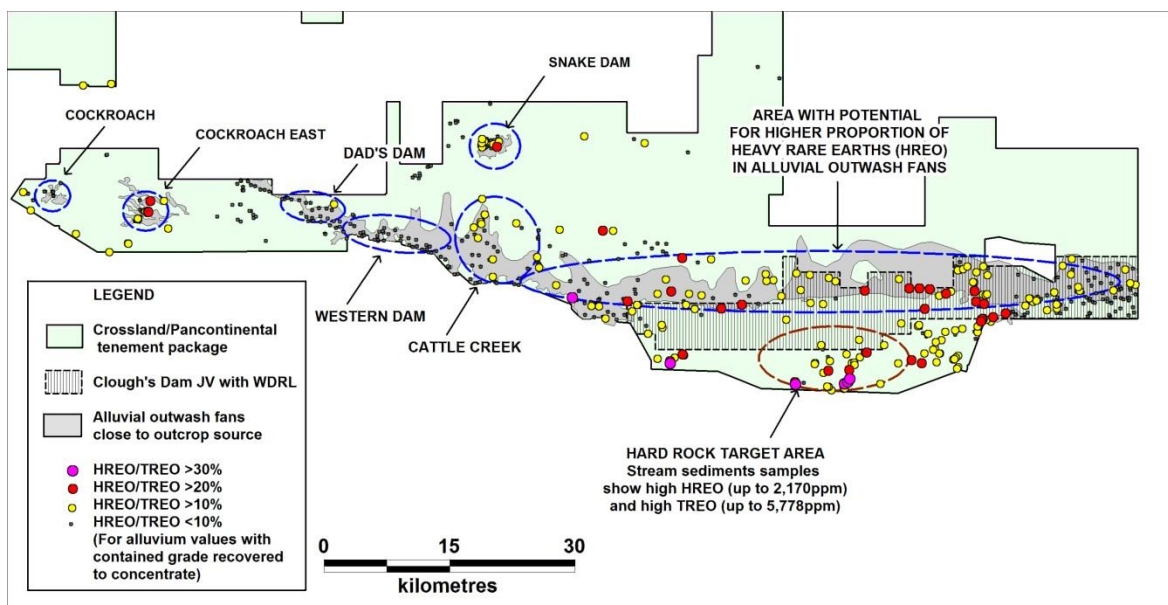 SNAKE DAM
AREA WITH POTENTIAL
FOR HIGHER PROPORTION OF
HEAVY RARE EARTHS (HREO)
IN ALLUVIAL OUTWASH FANS
COCKROACH
COCKROACH EAST
DAD'S DAM
WESTERN DAM
CATTLE CREEK
LEGEND
Crossland/Pancontinental
tenement package
Clough's Dam JV with WDRL
Alluvial outwash fans
close to outcrop source
HREO/TREO >30%
HREO/TREO >20%
HREO/TREO >10%
HREO/TREO <10%
(For alluvium values with
contained grade recovered
to concentrate)
HARD ROCK TARGET AREA
Stream sediments samples
show high HREO (up to 2,170ppm)
and high TREO (up to 5,778ppm)
0 15 30
kilometres